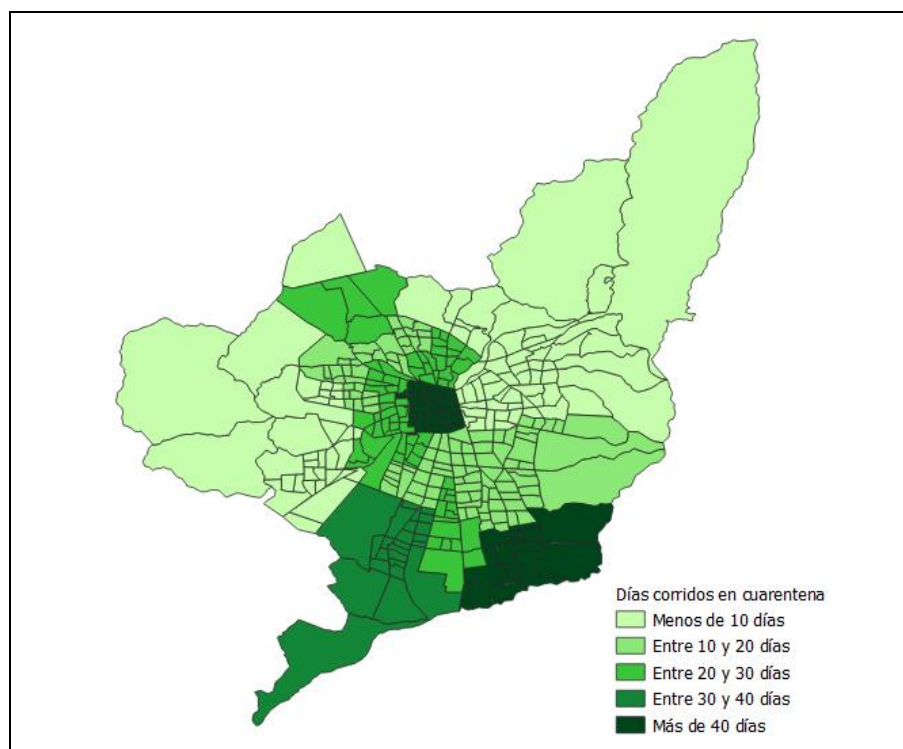 Días corridos en cuarentena
Menos de 10 días
Entre 10 y 20 días
Entre 20 y 30 días
Entre 30 y 40 días
Más de 40 días